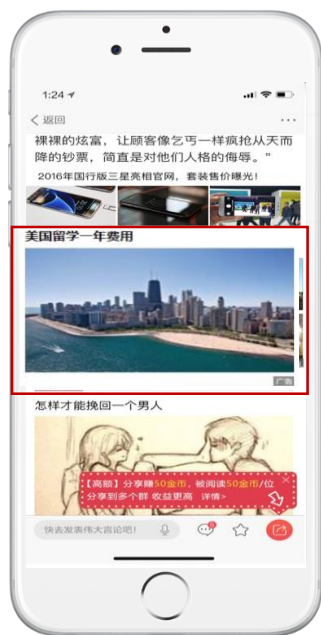 1:24
返回
裸裸的炫富，让顾客像乞丐一样疯抢从天而
降的钞票，简直是对他们人格的侮辱。"
2016年国行版三星亮相官网，套装售价曝光！
美国留学一年费用
广告
怎样才能挽回一个男人
【高额】分享赚50金币，被阅读50金币/位
分享到多个群 收益更高 详情>
快去发表伟大言论吧！